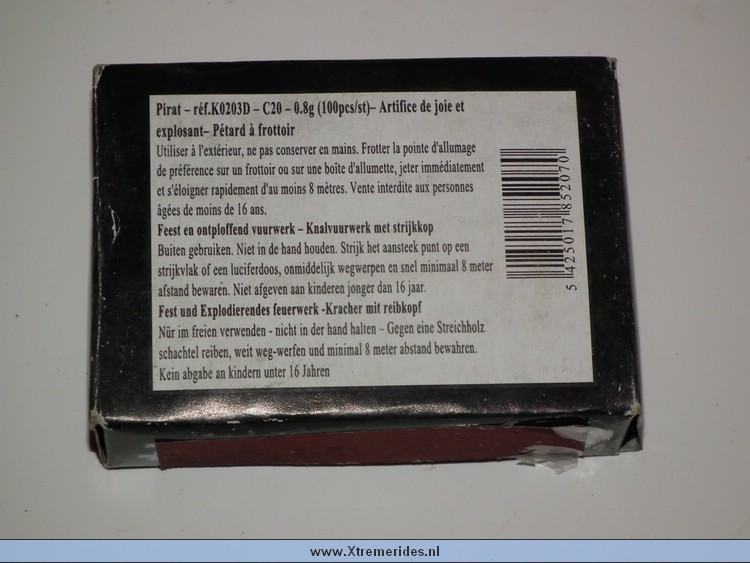 Pirat – réf.K0203D – C20 – 0.8g (100pcs/st)– Artifice de joie et
explosant– Pétard à frottoir
Utiliser à l'extérieur, ne pas conserver en mains. Frotter la pointe d'allumage
de préférence sur un frottoir ou sur une boîte d'allumette, jeter immédiatement
et s'éloigner rapidement d'au moins 8 mètres. Vente interdite aux personnes
âgées de moins de 16 ans.
Feest en ontploffend vuurwerk – Knalvuurwerk met strijkkop
Buiten gebruiken. Niet in de hand houden. Strijk het aansteek punt op een
strijkvlak of een luciferdoos, onmiddelijk wegwerpen en snel minimaal 8 meter
afstand bewaren. Niet afgeven aan kinderen jonger dan 16 jaar.
Fest und Explodierendes feuerwerk -Kracher mit reibkopf
Nür im freien verwenden - nicht in der hand halten – Gegen eine Streichholz
schachtel reiben, weit weg-werfen und minimal 8 meter abstand bewahren.
Kein abgabe an kindern unter 16 Jahren
5 425017 852070
www.Xtremerides.nl